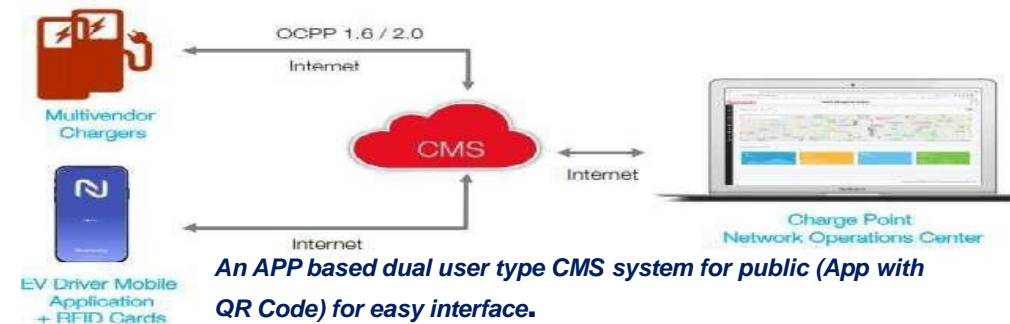 OCPP 1.6 / 2.0
Internet
Multivendor
Chargers
CMS
Internet
Charge Point
Network Operations Center
Internet
EV Driver Mobile
Application
+ RFID Cards
An APP based dual user type CMS system for public (App with
QR Code) for easy interface.